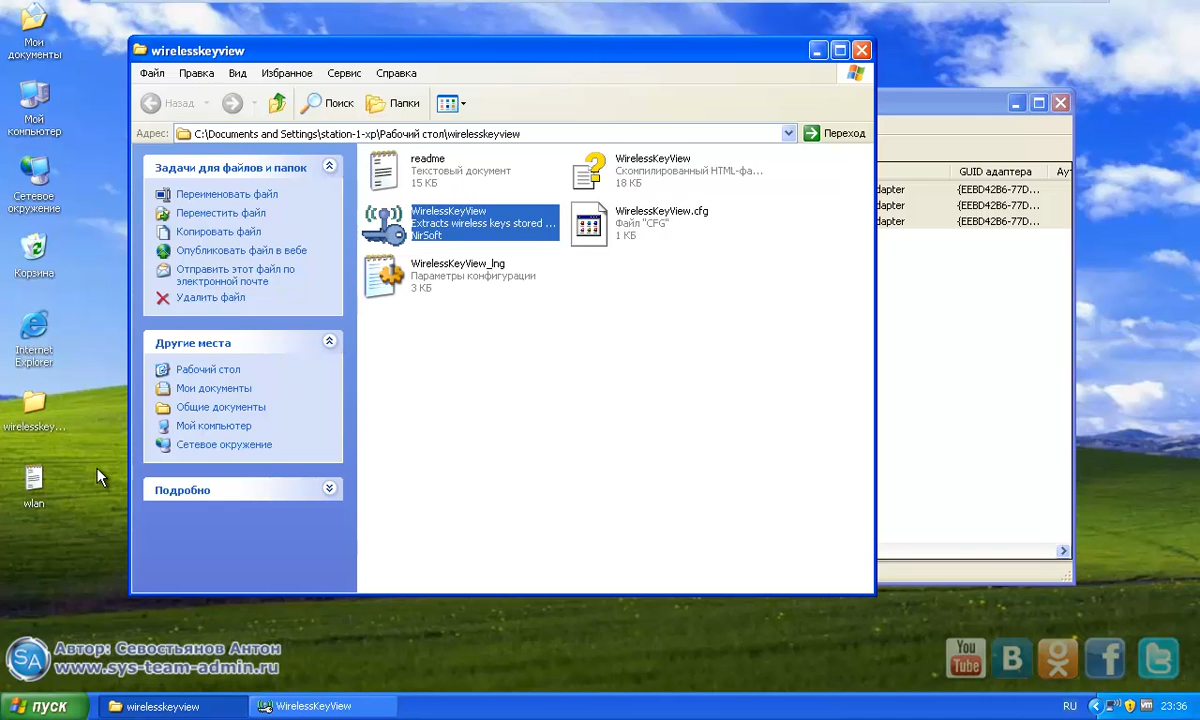 Мои
документы
Мой
компьютер
Сетевое
окружение
Корзина
Internet
Explorer
wirelesskey...
wlan
wirelesskeyview
Файл Правка Вид Избранное Сервис Справка
Назад Поиск Папки
Адрес: C:\Documents and Settings\station-1-xp\Рабочий стол\wirelesskeyview Переход
Задачи для файлов и папок
Переименовать файл
Переместить файл
Копировать файл
Опубликовать файл в вебе
Отправить этот файл по
электронной почте
Удалить файл
Другие места
Рабочий стол
Мои документы
Общие документы
Мой компьютер
Сетевое окружение
Подробно
readme
Текстовый документ
15 КБ
WirelessKeyView
Скомпилированный HTML-фа...
18 КБ
WirelessKeyView
Extracts wireless keys stored ...
NirSoft
WirelessKeyView.cfg
Файл "CFG"
1 КБ
WirelessKeyView_lng
Параметры конфигурации
3 КБ
GUID адаптера Ау
dapter {EEBD42B6-77D...
dapter {EEBD42B6-77D...
dapter {EEBD42B6-77D...
SA
Автор: Севостьянов Антон
www.sys-team-admin.ru
You
Tube
B
f
пуск wirelesskeyview WirelessKeyView RU 23:36